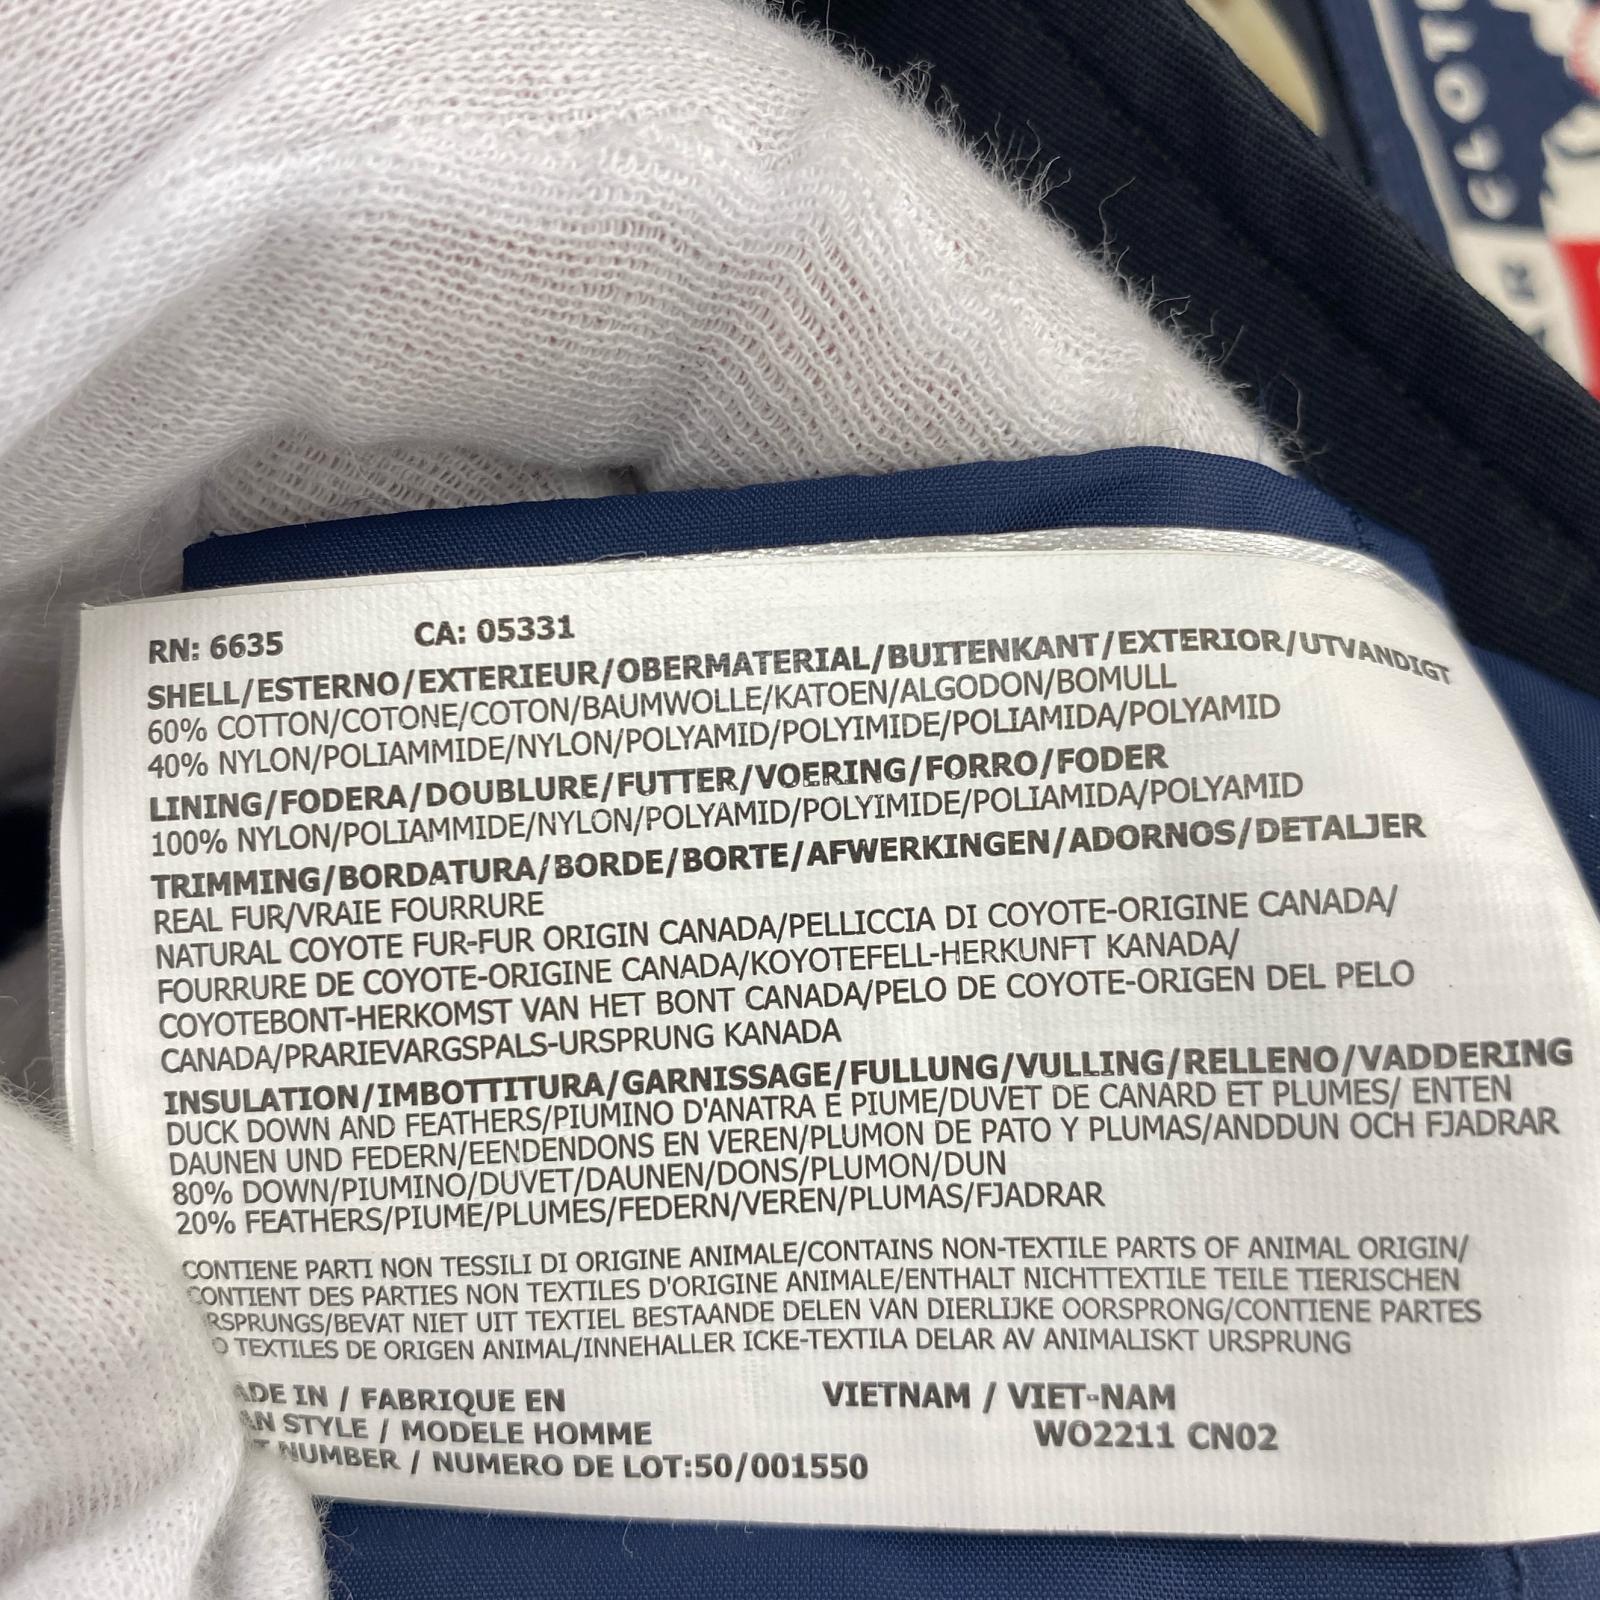 RN: 6635 CA: 05331
SHELL/ESTERNO/EXTERIEUR/OBERMATERIAL/BUITENKANT/EXTERIOR/UTVANDIGT
60% COTTON/COTONE/COTON/BAUMWOLLE/KATOEN/ALGODON/BOMULL
40% NYLON/POLIAMMIDE/NYLON/POLYAMID/POLYIMIDE/POLIAMIDA/POLYAMID
LINING/FODERA/DOUBLURE/FUTTER/VOERING/FORRO/FODER
100% NYLON/POLIAMMIDE/NYLON/POLYAMID/POLYIMIDE/POLIAMIDA/POLYAMID
TRIMMING/BORDATURA/BORDE/BORTE/AFWERKINGEN/ADORNOS/DETALJER
REAL FUR/VRAIE FOURRURE
NATURAL COYOTE FUR-FUR ORIGIN CANADA/PELLICCIA DI COYOTE-ORIGINE CANADA/
FOURRURE DE COYOTE-ORIGINE CANADA/KOYOTEFELL-HERKUNFT KANADA/
COYOTEBONT-HERKOMST VAN HET BONT CANADA/PELO DE COYOTE-ORIGEN DEL PELO
CANADA/PRARIEVARGSPALS-URSPRUNG KANADA
INSULATION/IMBOTTITURA/GARNISSAGE/FULLUNG/VULLING/RELLENO/VADDERING
DUCK DOWN AND FEATHERS/PIUMINO D'ANATRA E PIUME/DUVET DE CANARD ET PLUMES/ ENTEN
DAUNEN UND FEDERN/EENDENDONS EN VEREN/PLUMON DE PATO Y PLUMAS/ANDDUN OCH FJADRAR
80% DOWN/PIUMINO/DUVET/DAUNEN/DONS/PLUMON/DUN
20% FEATHERS/PIUME/PLUMES/FEDERN/VEREN/PLUMAS/FJADRAR
CONTIENE PARTI NON TESSILI DI ORIGINE ANIMALE/CONTAINS NON-TEXTILE PARTS OF ANIMAL ORIGIN/
CONTIENT DES PARTIES NON TEXTILES D'ORIGINE ANIMALE/ENTHALT NICHTTEXTILE TEILE TIERISCHEN
RSPRUNGS/BEVAT NIET UIT TEXTIEL BESTAANDE DELEN VAN DIERLIJKE OORSPRONG/CONTIENE PARTES
O TEXTILES DE ORIGEN ANIMAL/INNEHALLER ICKE-TEXTILA DELAR AV ANIMALISKT URSPRUNG
ADE IN / FABRIQUE EN VIETNAM / VIET-NAM
AN STYLE / MODELE HOMME WO2211 CN02
T NUMBER / NUMERO DE LOT:50/001550